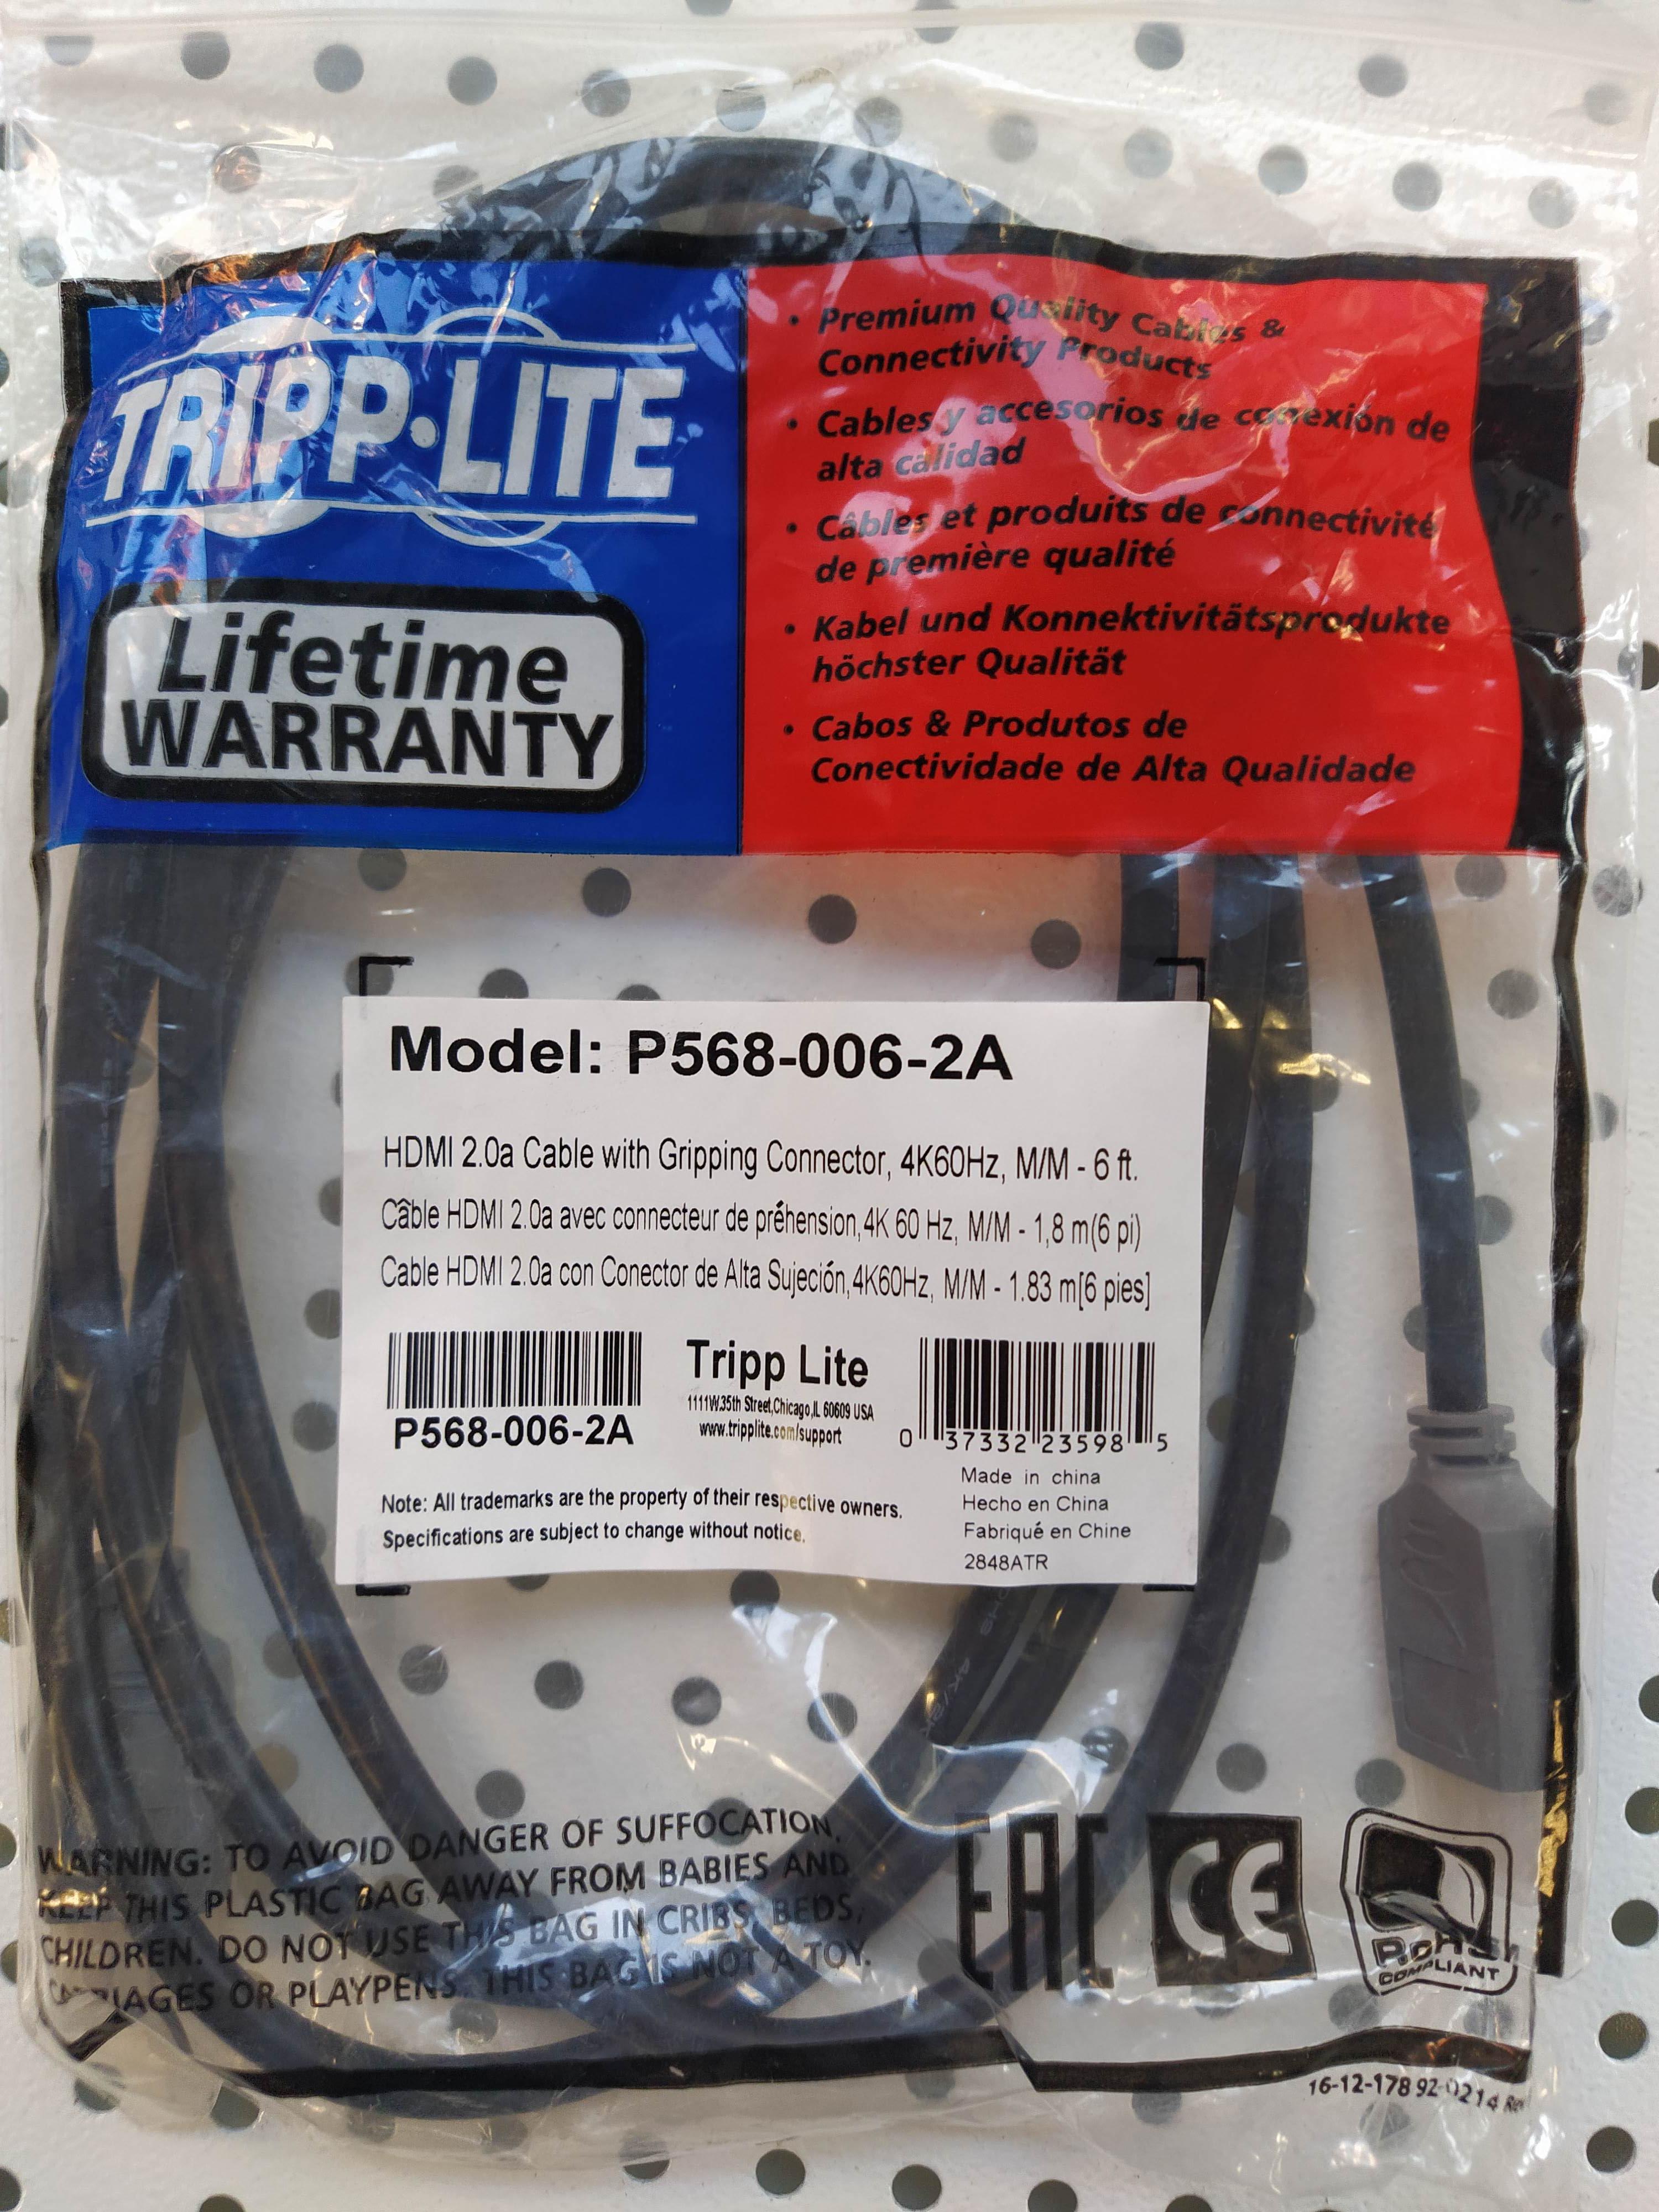 TRIPP·LITE
Lifetime
WARRANTY
• Premium Quality Cables &
Connectivity Products
• Cables y accesorios de conexión de
alta calidad
• Câbles et produits de connectivité
de première qualité
• Kabel und Konnektivitätsprodukte
höchster Qualität
• Cabos & Produtos de
Conectividade de Alta Qualidade
Model: P568-006-2A
HDMI 2.0a Cable with Gripping Connector, 4K60Hz, M/M - 6 ft.
Câble HDMI 2.0a avec connecteur de préhension,4K 60 Hz, M/M - 1,8 m(6 pi)
Cable HDMI 2.0a con Conector de Alta Sujeción,4K60Hz, M/M - 1.83 m[6 pies]
P568-006-2A
Tripp Lite
1111W.35th Street,Chicago,IL 60609 USA
www.tripplite.com/support
0 37332 23598 5
Note: All trademarks are the property of their respective owners.
Specifications are subject to change without notice.
Made in china
Hecho en China
Fabriqué en Chine
2848ATR
WARNING: TO AVOID DANGER OF SUFFOCATION,
KEEP THIS PLASTIC BAG AWAY FROM BABIES AND
CHILDREN. DO NOT USE THIS BAG IN CRIBS, BEDS,
CARRIAGES OR PLAYPENS. THIS BAG IS NOT A TOY.
EAC
CE
RoHS
COMPLIANT
16-12-178 92-0214